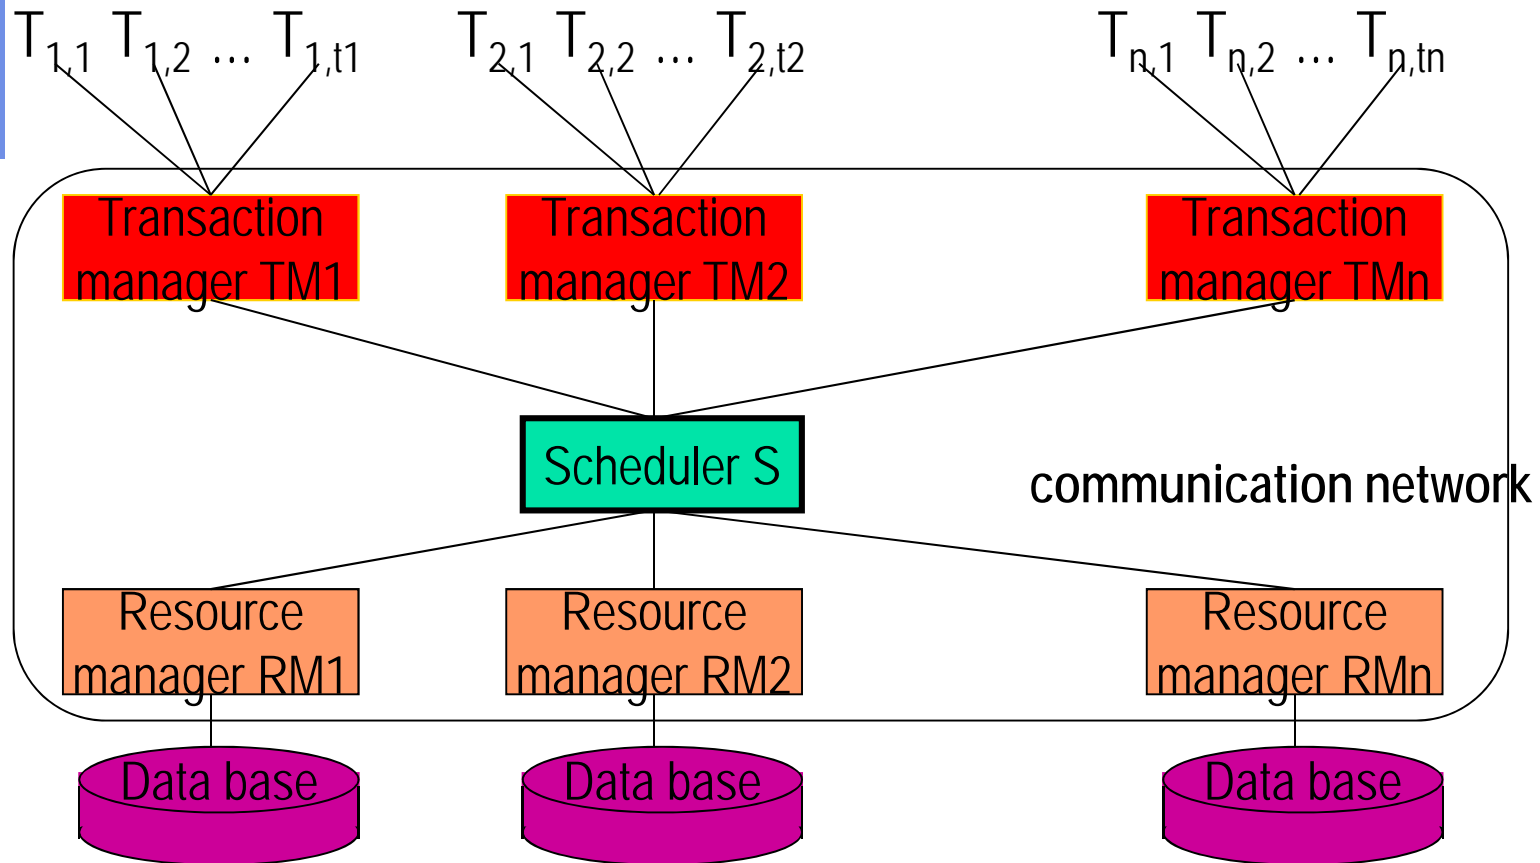 T1,1 T1,2 ... T1,t1 T2,1 T2,2 ... T2,t2 Tn,1 Tn,2 ... Tn,tn
Transaction
manager TM1
Transaction
manager TM2
Transaction
manager TMn
Scheduler S
communication network
Resource
manager RM1
Resource
manager RM2
Resource
manager RMn
Data base
Data base
Data base